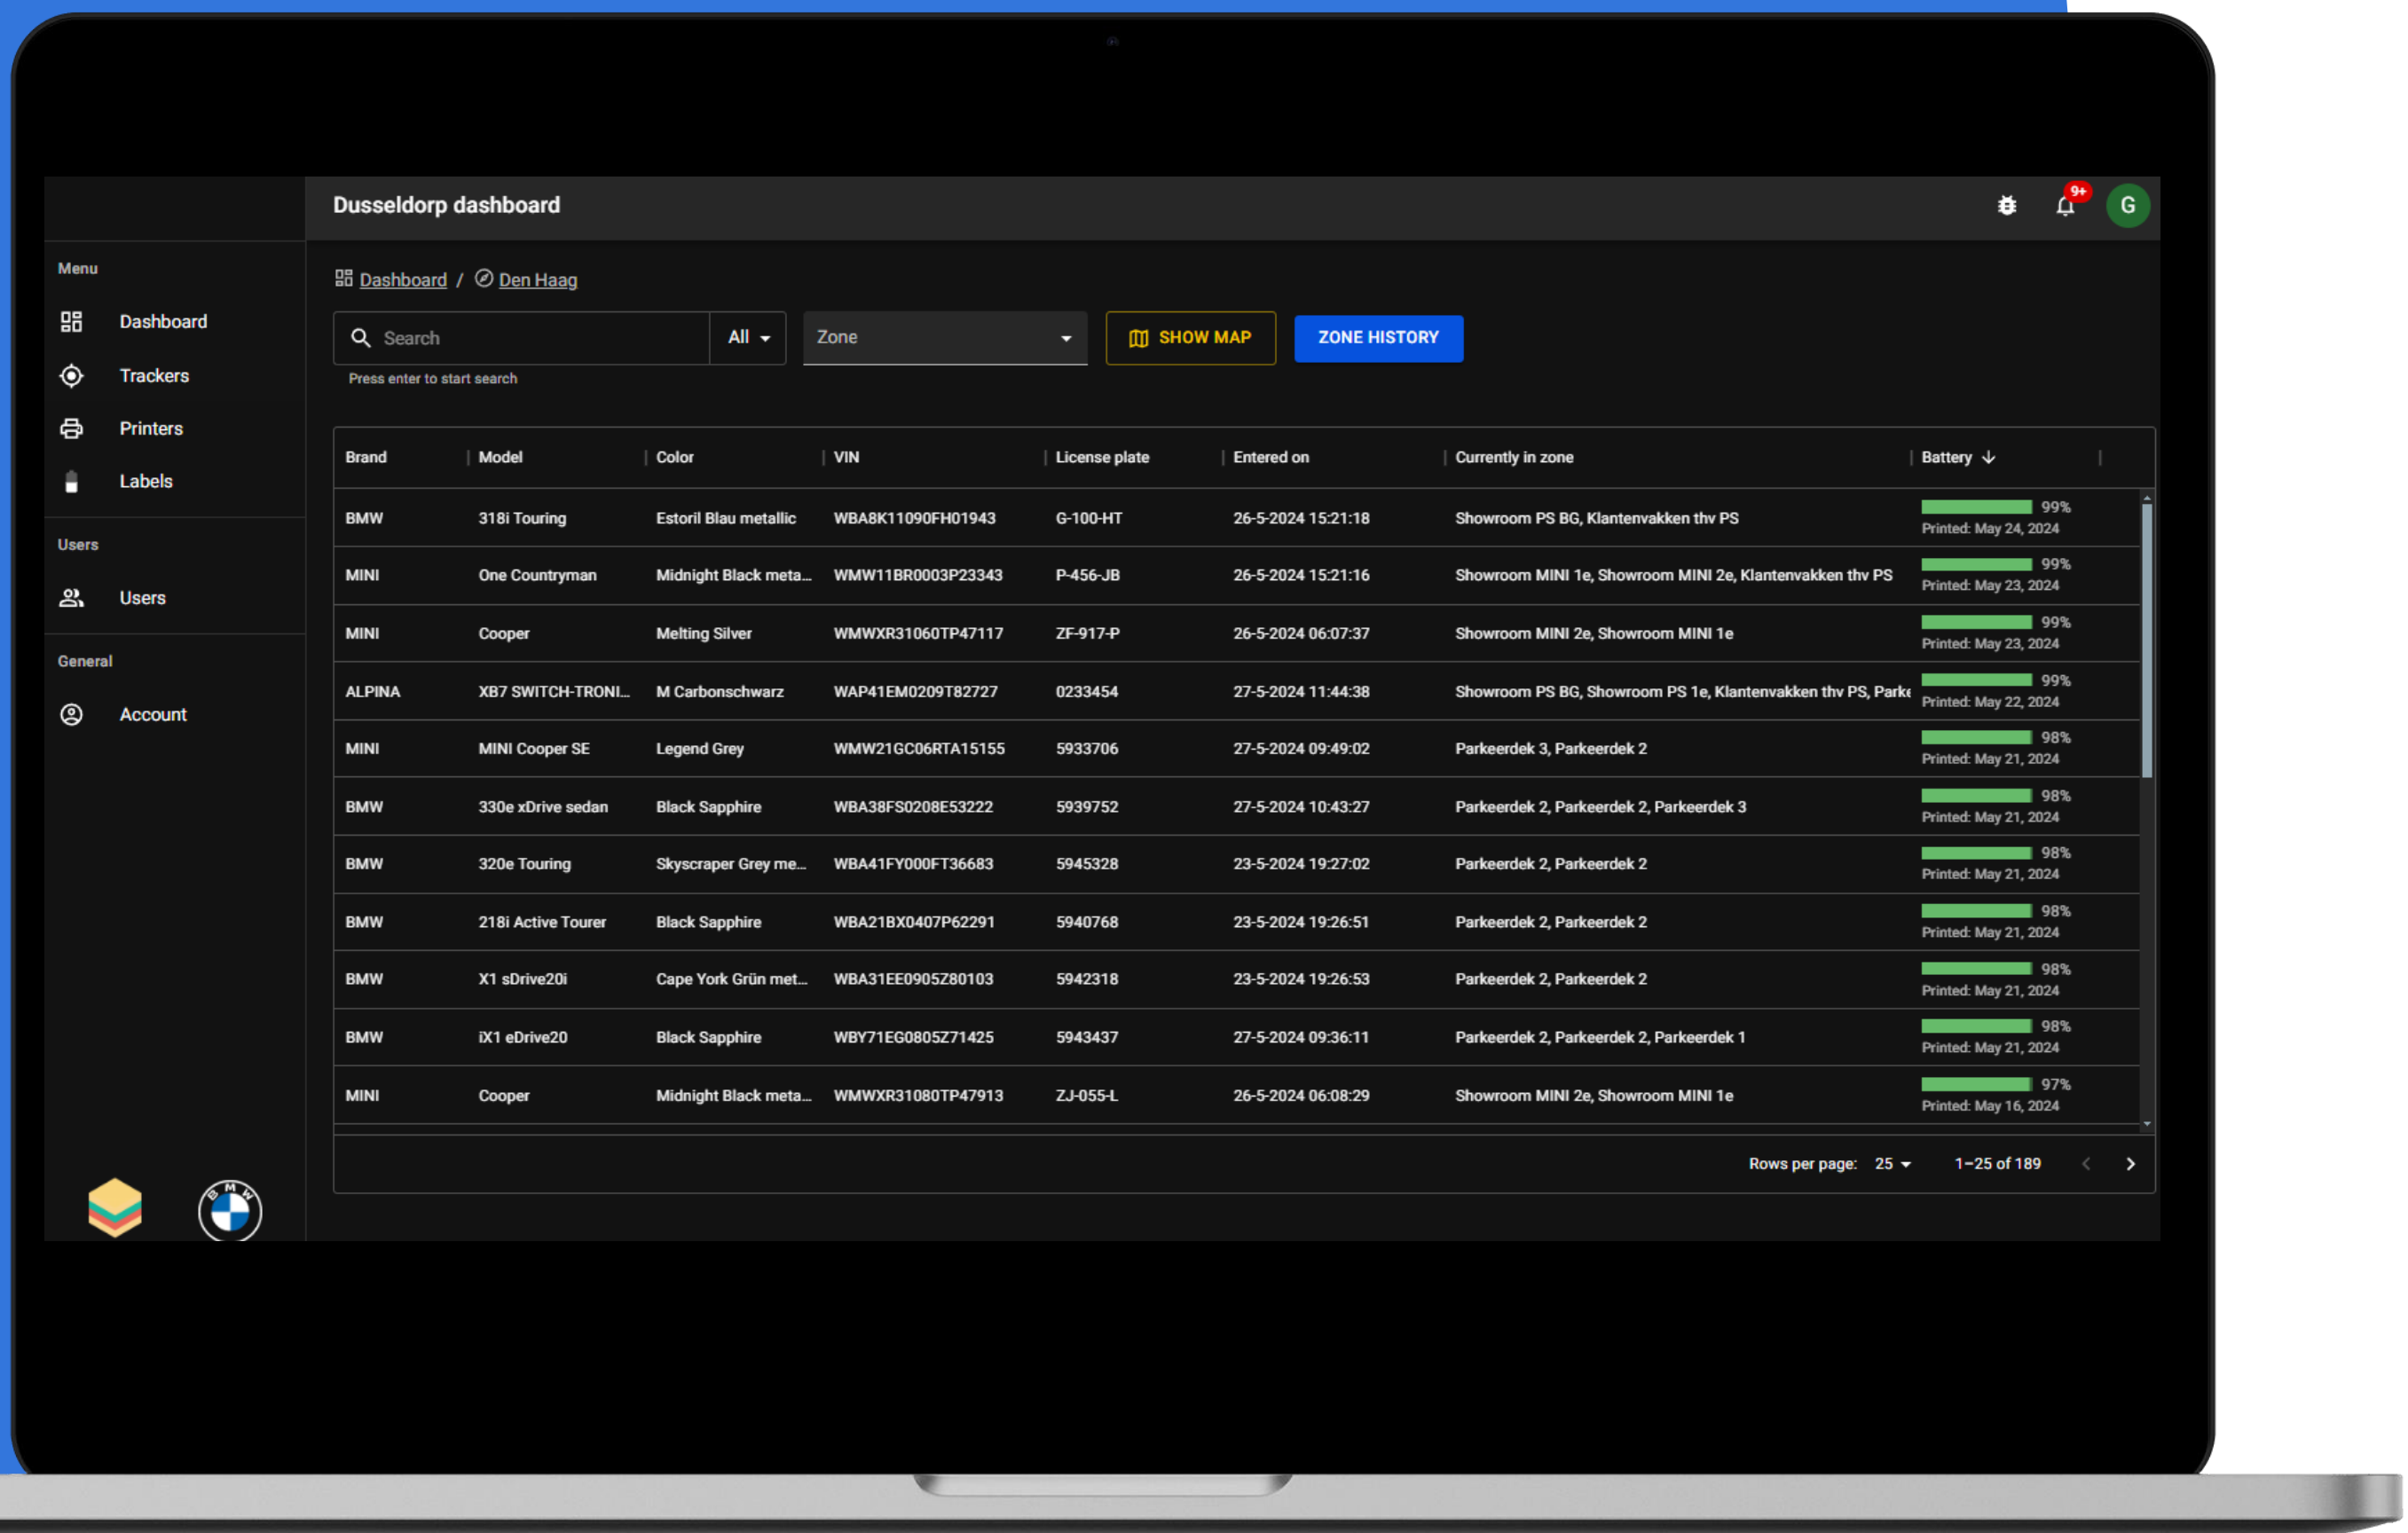 Dusseldorp dashboard
9+
G
Menu
Dashboard
Trackers
Printers
Labels
Users
Users
General
Account
Dashboard / Den Haag
Search All Zone SHOW MAP ZONE HISTORY
Press enter to start search
Brand Model Color VIN License plate Entered on Currently in zone Battery
BMW 318i Touring Estoril Blau metallic WBA8K11090FH01943 G-100-HT 26-5-2024 15:21:18 Showroom PS BG, Klantenvakken thv PS 99%
Printed: May 24, 2024
MINI One Countryman Midnight Black meta... WMW11BR0003P23343 P-456-JB 26-5-2024 15:21:16 Showroom MINI 1e, Showroom MINI 2e, Klantenvakken thv PS 99%
Printed: May 23, 2024
MINI Cooper Melting Silver WMWXR31060TP47117 ZF-917-P 26-5-2024 06:07:37 Showroom MINI 2e, Showroom MINI 1e 99%
Printed: May 23, 2024
ALPINA XB7 SWITCH-TRONI... M Carbonschwarz WAP41EM0209T82727 0233454 27-5-2024 11:44:38 Showroom PS BG, Showroom PS 1e, Klantenvakken thv PS, Parke 99%
Printed: May 22, 2024
MINI MINI Cooper SE Legend Grey WMW21GC06RTA15155 5933706 27-5-2024 09:49:02 Parkeerdek 3, Parkeerdek 2 98%
Printed: May 21, 2024
BMW 330e xDrive sedan Black Sapphire WBA38FS0208E53222 5939752 27-5-2024 10:43:27 Parkeerdek 2, Parkeerdek 2, Parkeerdek 3 98%
Printed: May 21, 2024
BMW 320e Touring Skyscraper Grey me... WBA41FY000FT36683 5945328 23-5-2024 19:27:02 Parkeerdek 2, Parkeerdek 2 98%
Printed: May 21, 2024
BMW 218i Active Tourer Black Sapphire WBA21BX0407P62291 5940768 23-5-2024 19:26:51 Parkeerdek 2, Parkeerdek 2 98%
Printed: May 21, 2024
BMW X1 sDrive20i Cape York Grün met... WBA31EE0905Z80103 5942318 23-5-2024 19:26:53 Parkeerdek 2, Parkeerdek 2 98%
Printed: May 21, 2024
BMW iX1 eDrive20 Black Sapphire WBY71EG0805Z71425 5943437 27-5-2024 09:36:11 Parkeerdek 2, Parkeerdek 2, Parkeerdek 1 98%
Printed: May 21, 2024
MINI Cooper Midnight Black meta... WMWXR31080TP47913 ZJ-055-L 26-5-2024 06:08:29 Showroom MINI 2e, Showroom MINI 1e 97%
Printed: May 16, 2024
Rows per page: 25 1–25 of 189
BMW